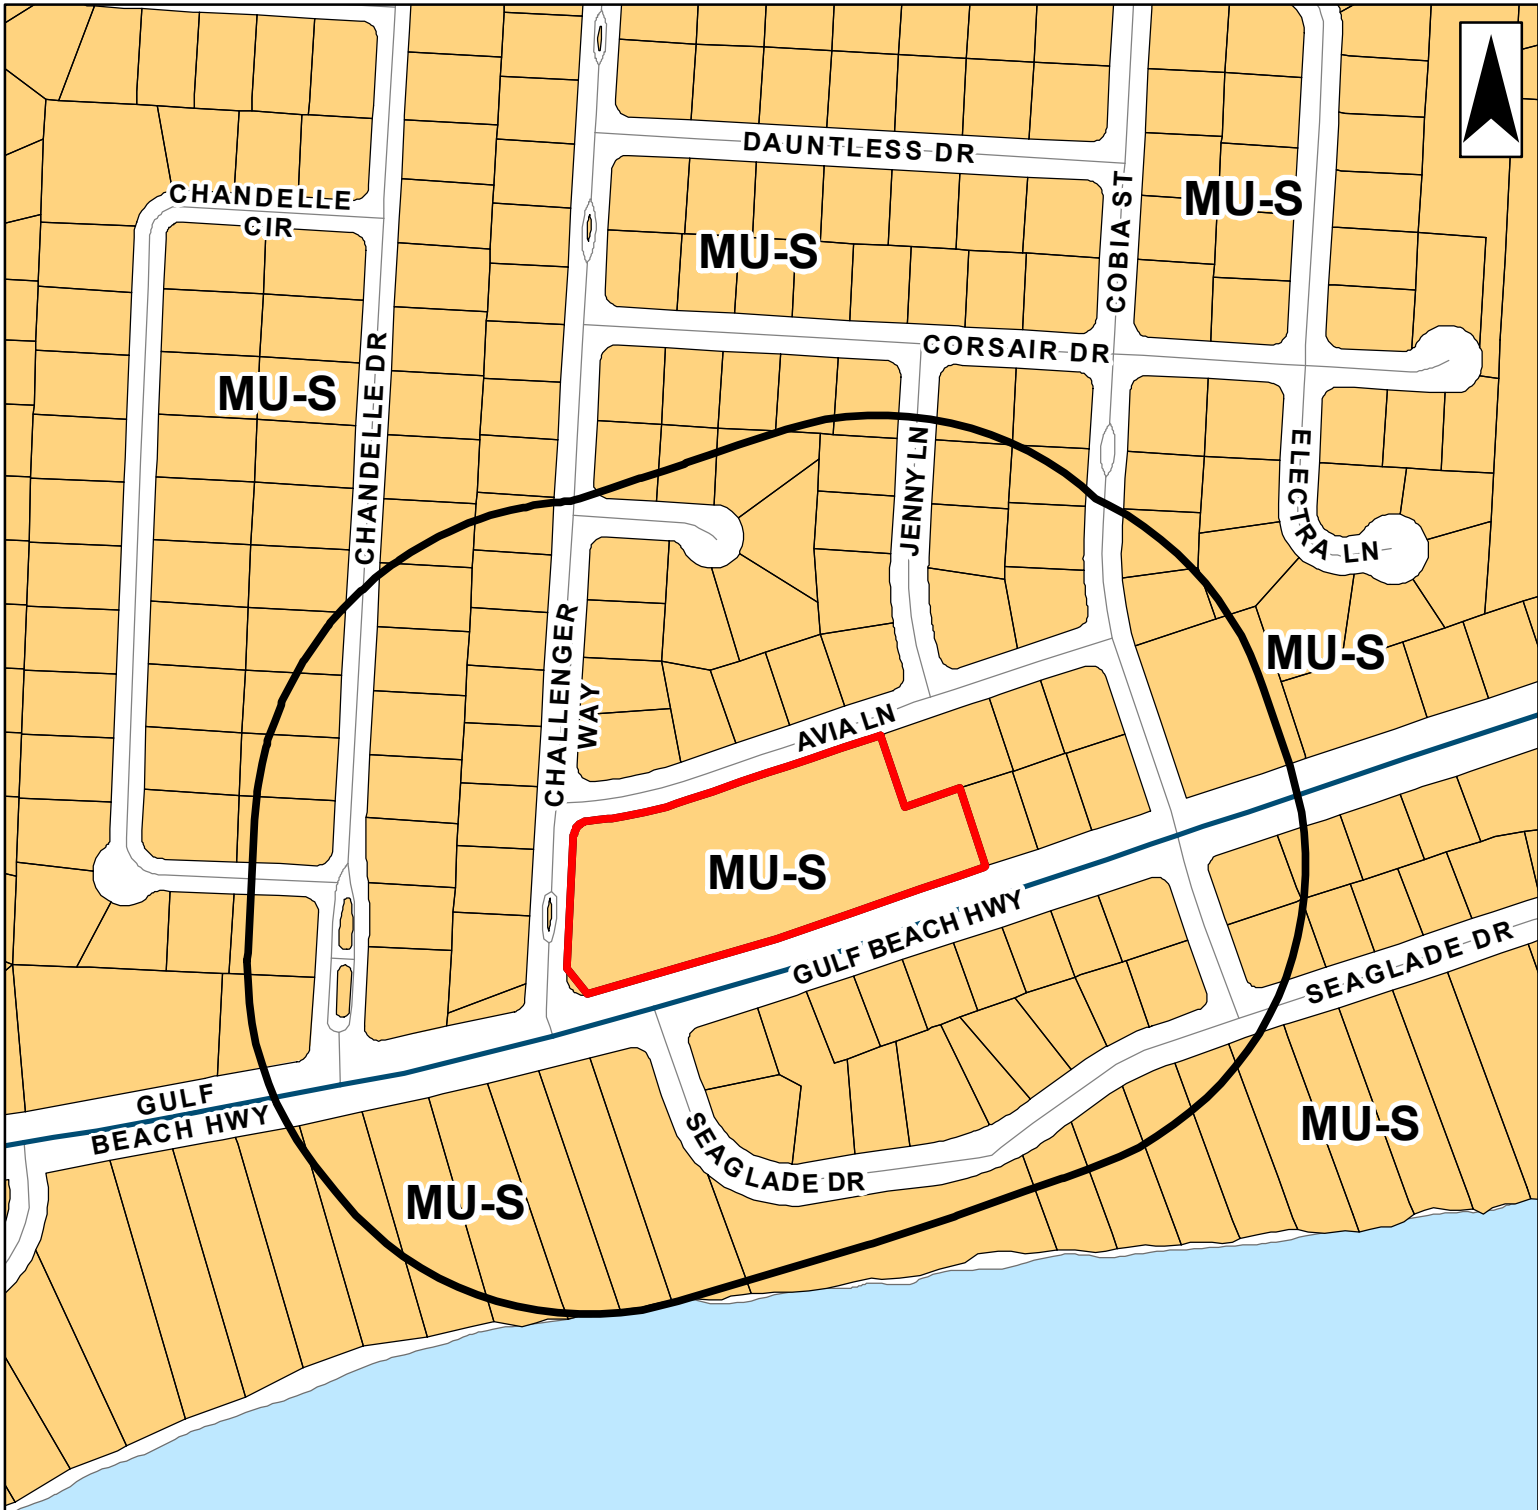 DAUNTLESS DR
CHANDELLE
CIR
MU-S
MU-S
COBIA ST
CORSAIR DR
MU-S
CHANDELLE DR
JENNY LN
ELECTRA LN
MU-S
CHALLENGER
WAY
AVIA LN
MU-S
GULF BEACH HWY
SEAGLADE DR
GULF
BEACH HWY
SEAGLADE DR
MU-S
MU-S